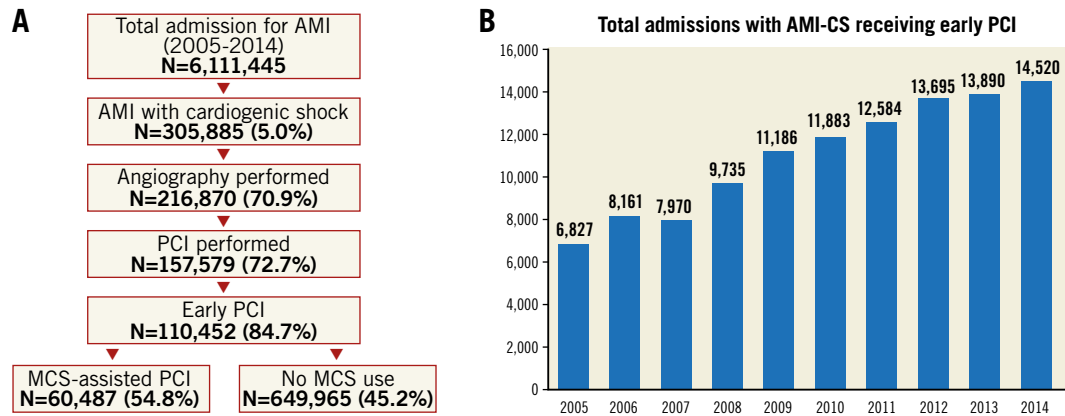 A
Total admission for AMI
(2005-2014)
N=6,111,445
AMI with cardiogenic shock
N=305,885 (5.0%)
Angiography performed
N=216,870 (70.9%)
PCI performed
N=157,579 (72.7%)
Early PCI
N=110,452 (84.7%)
MCS-assisted PCI
N=60,487 (54.8%)
No MCS use
N=649,965 (45.2%)
B
Total admissions with AMI-CS receiving early PCI
16,000
14,000
12,000
10,000
8,000
6,000
4,000
2,000
0
6,827
8,161
7,970
9,735
11,186
11,883
12,584
13,695
13,890
14,520
2005 2006 2007 2008 2009 2010 2011 2012 2013 2014